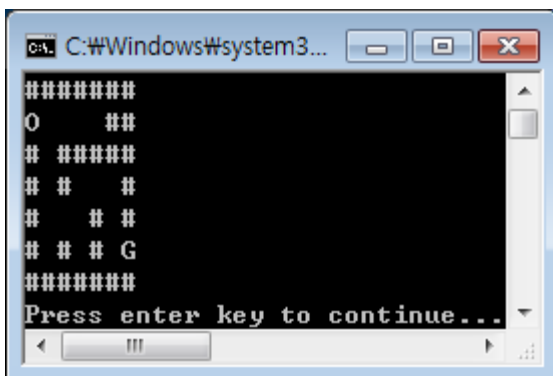 C:₩Windows₩system3...
#######
O    ##
# #####
# #   #
#   # #
# # # G
#######
Press enter key to continue...